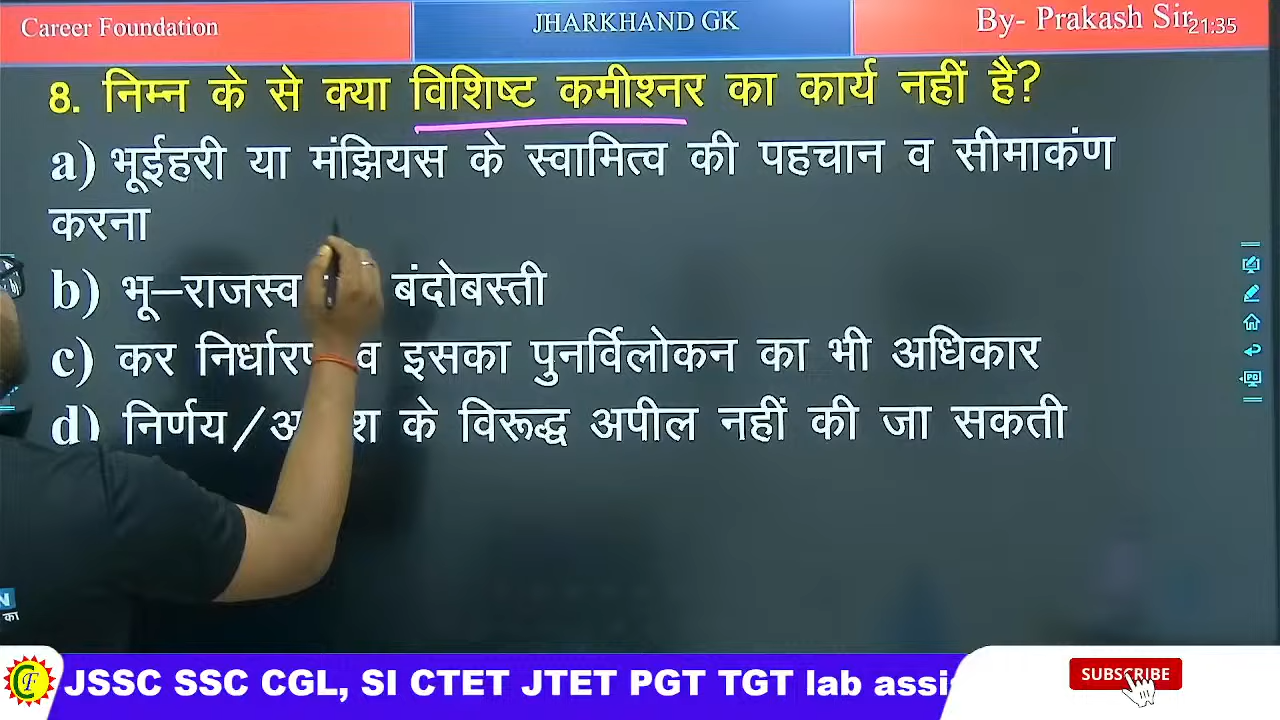 Career Foundation
JHARKHAND GK
By- Prakash Sir
21:35
8. निम्न के से क्या विशिष्ट कमीश्नर का कार्य नहीं है?
a) भूईहरी या मंझियस के स्वामित्व की पहचान व सीमाकंण
करना
b) भू–राजस्व बंदोबस्ती
c) कर निर्धारण व इसका पुनर्विलोकन का भी अधिकार
d) निर्णय/ के विरूद्ध अपील नहीं की जा सकती
N
का
JSSC SSC CGL, SI CTET JTET PGT TGT lab assi
SUBSCRIBE